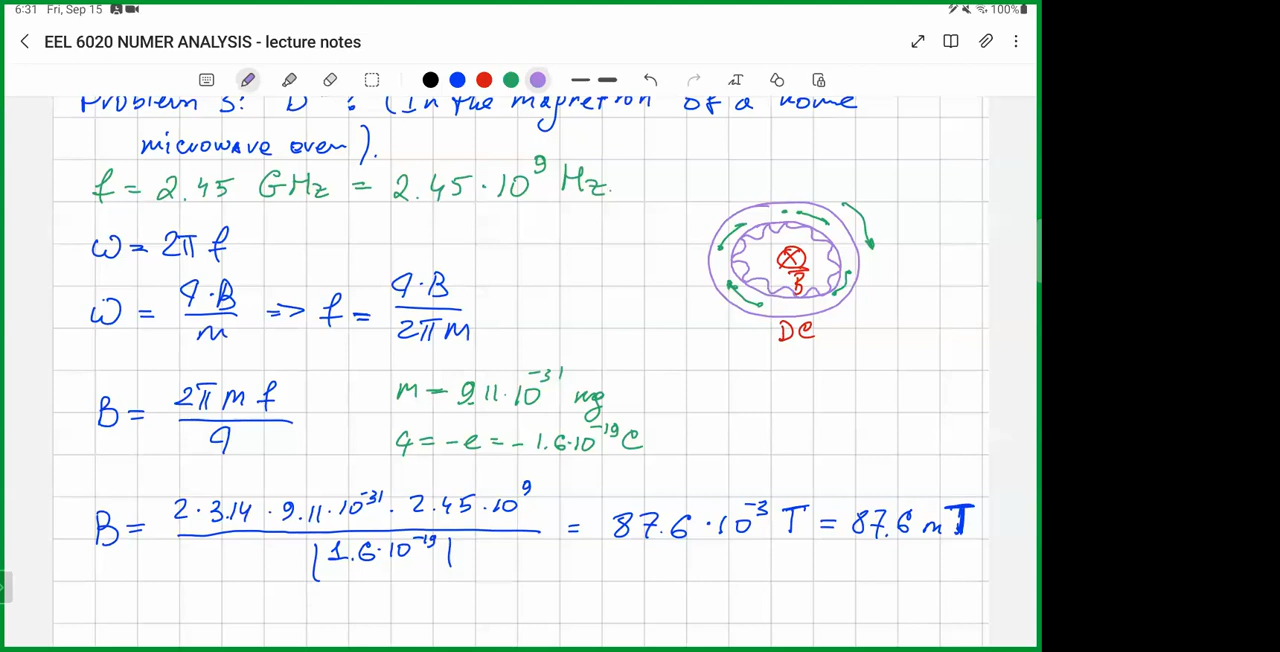 6:31 Fri, Sep 15 100%
EEL 6020 NUMER ANALYSIS - lecture notes
Problem 3: B - ? (In the magnetron of a home
microwave oven).
f = 2.45 GHz = 2.45 · 10^9 Hz.
ω = 2π f
ω = q·B / m => f = q·B / 2π m
B
DC
B = 2π m f / q
m = 9.11 · 10^-31 kg
q = -e = - 1.6·10^-19 C
B = 2 · 3.14 · 9.11 · 10^-31 · 2.45 · 10^9 / |1.6·10^-19| = 87.6 · 10^-3 T = 87.6 mT